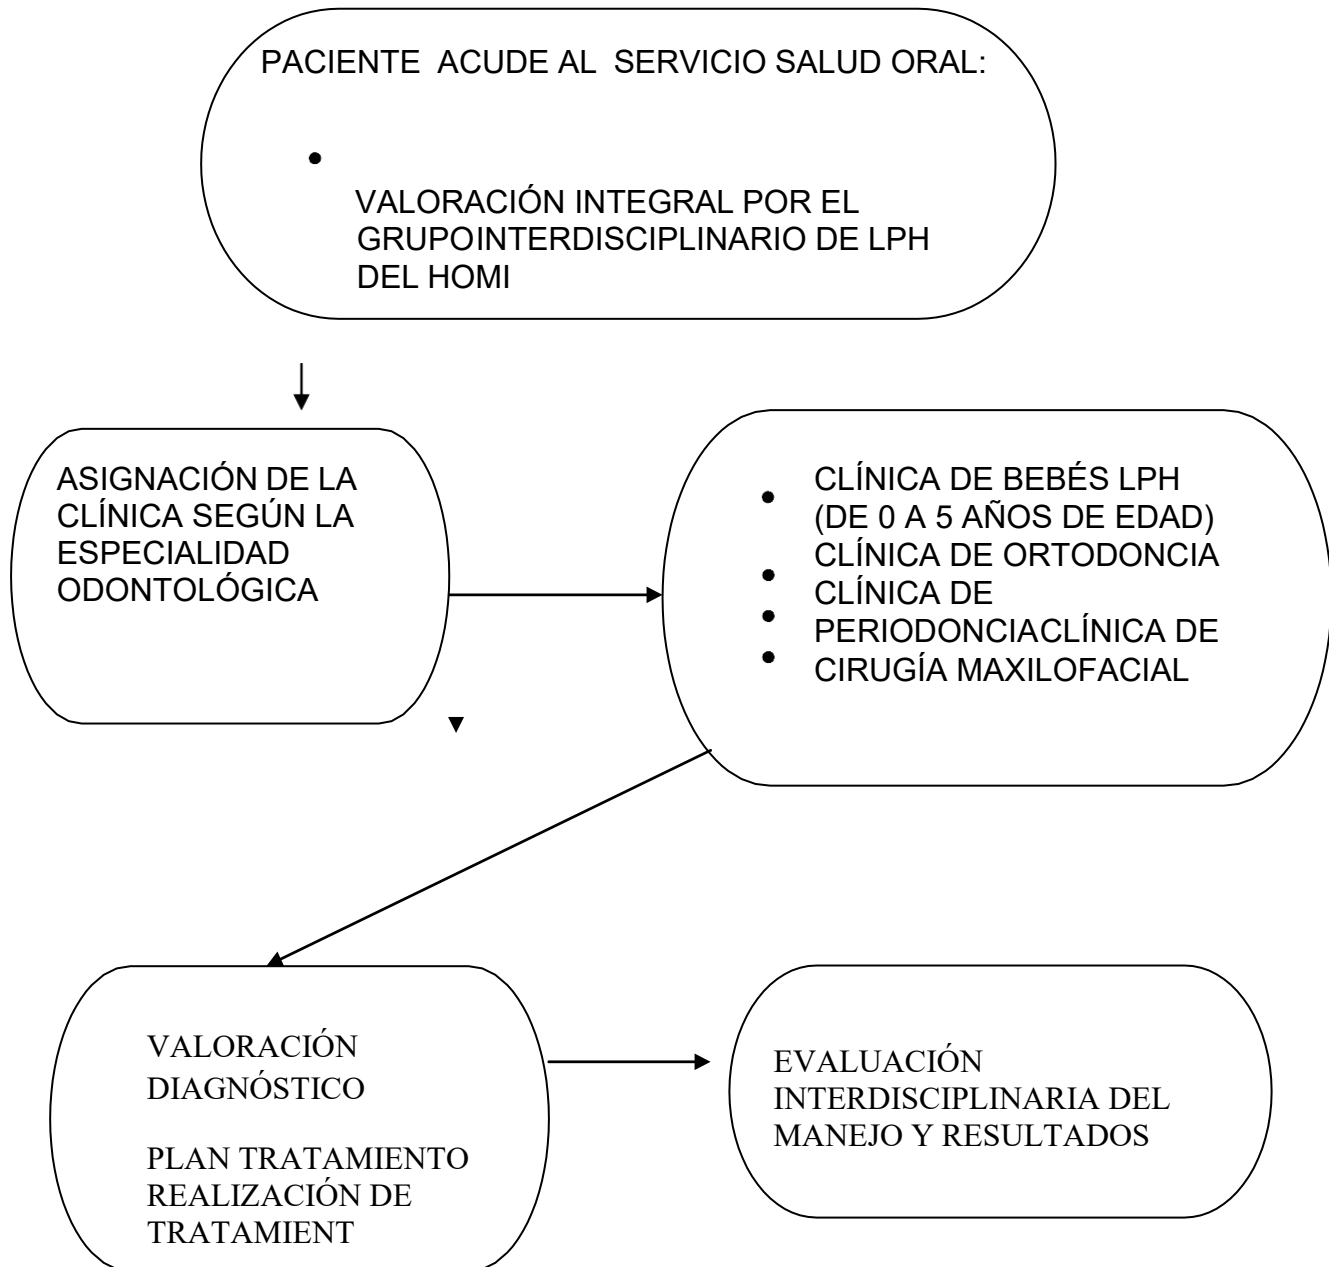 PACIENTE ACUDE AL SERVICIO SALUD ORAL:
•
VALORACIÓN INTEGRAL POR EL
GRUPOINTERDISCIPLINARIO DE LPH
DEL HOMI
ASIGNACIÓN DE LA
CLÍNICA SEGÚN LA
ESPECIALIDAD
ODONTOLÓGICA
• CLÍNICA DE BEBÉS LPH
(DE 0 A 5 AÑOS DE EDAD)
• CLÍNICA DE ORTODONCIA
• CLÍNICA DE
• PERIODONCIACLÍNICA DE
CIRUGÍA MAXILOFACIAL
VALORACIÓN
DIAGNÓSTICO
PLAN TRATAMIENTO
REALIZACIÓN DE
TRATAMIENT
EVALUACIÓN
INTERDISCIPLINARIA DEL
MANEJO Y RESULTADOS